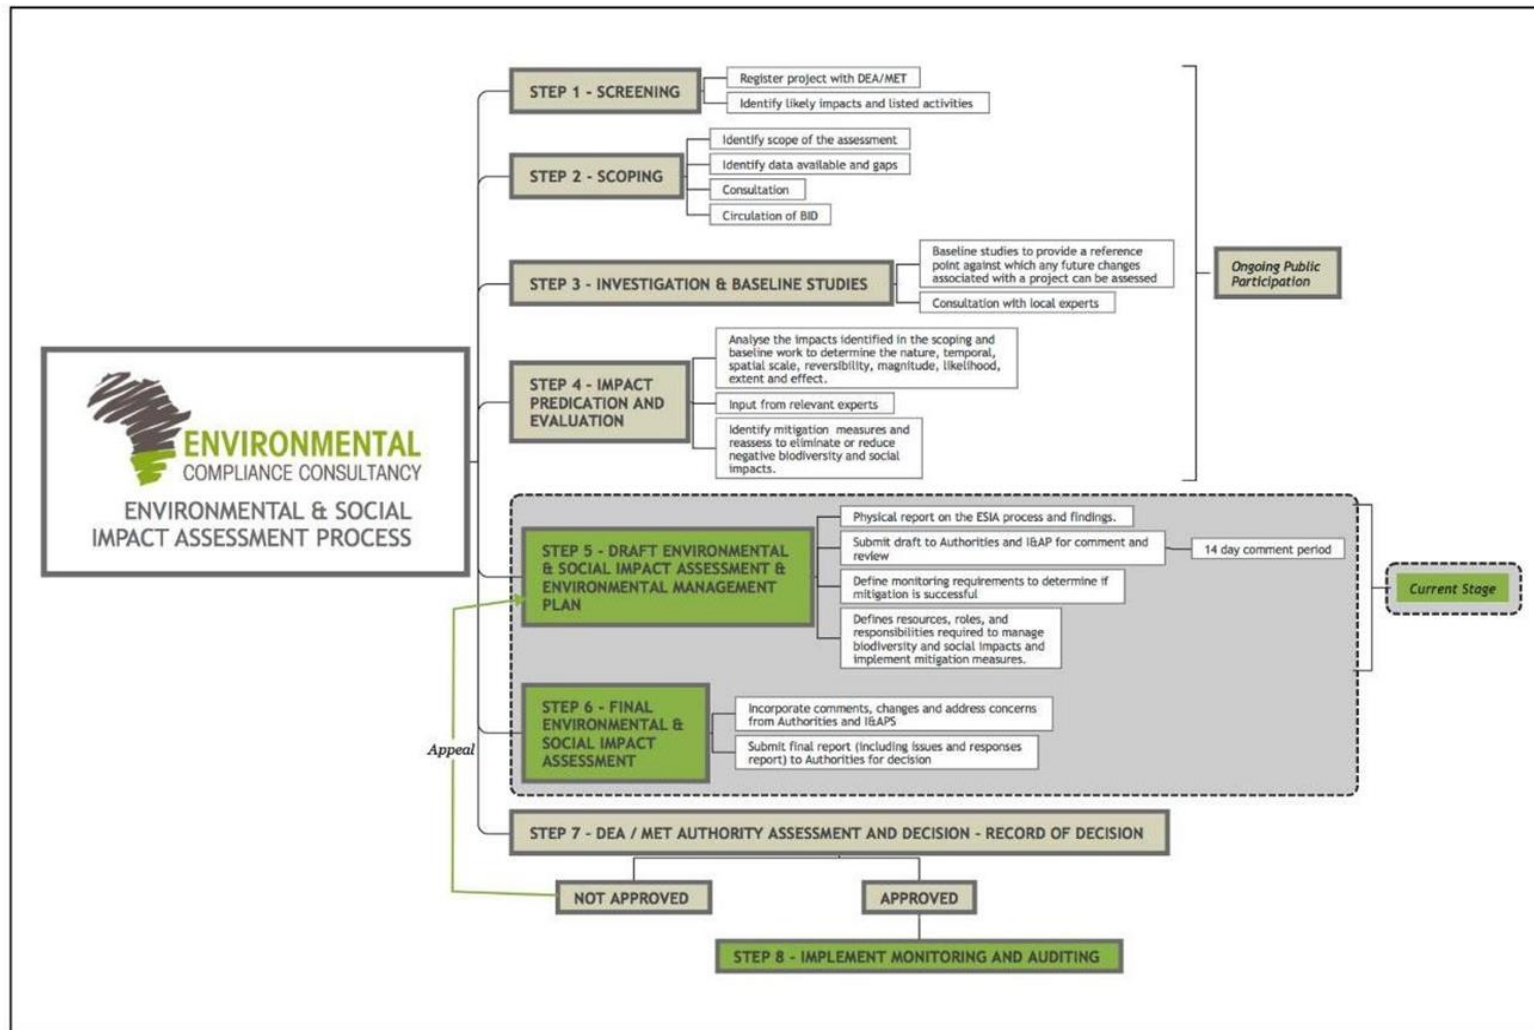 ENVIRONMENTAL
COMPLIANCE CONSULTANCY
ENVIRONMENTAL & SOCIAL
IMPACT ASSESSMENT PROCESS
STEP 1 - SCREENING
Register project with DEA/MET
Identify likely impacts and listed activities
STEP 2 - SCOPING
Identify scope of the assessment
Identify data available and gaps
Consultation
Circulation of BID
STEP 3 - INVESTIGATION & BASELINE STUDIES
Baseline studies to provide a reference
point against which any future changes
associated with a project can be assessed
Consultation with local experts
STEP 4 - IMPACT
PREDICATION AND
EVALUATION
Analyse the impacts identified in the scoping and
baseline work to determine the nature, temporal,
spatial scale, reversibility, magnitude, likelihood,
extent and effect.
Input from relevant experts
Identify mitigation measures and
reassess to eliminate or reduce
negative biodiversity and social
impacts.
Ongoing Public
Participation
STEP 5 - DRAFT ENVIRONMENTAL
& SOCIAL IMPACT ASSESSMENT &
ENVIRONMENTAL MANAGEMENT
PLAN
Physical report on the ESIA process and findings.
Submit draft to Authorities and I&AP for comment and
review
14 day comment period
Define monitoring requirements to determine if
mitigation is successful
Defines resources, roles, and
responsibilities required to manage
biodiversity and social impacts and
implement mitigation measures.
Current Stage
STEP 6 - FINAL
ENVIRONMENTAL &
SOCIAL IMPACT
ASSESSMENT
Incorporate comments, changes and address concerns
from Authorities and I&APS
Submit final report (including issues and responses
report) to Authorities for decision
Appeal
STEP 7 - DEA / MET AUTHORITY ASSESSMENT AND DECISION - RECORD OF DECISION
NOT APPROVED
APPROVED
STEP 8 - IMPLEMENT MONITORING AND AUDITING